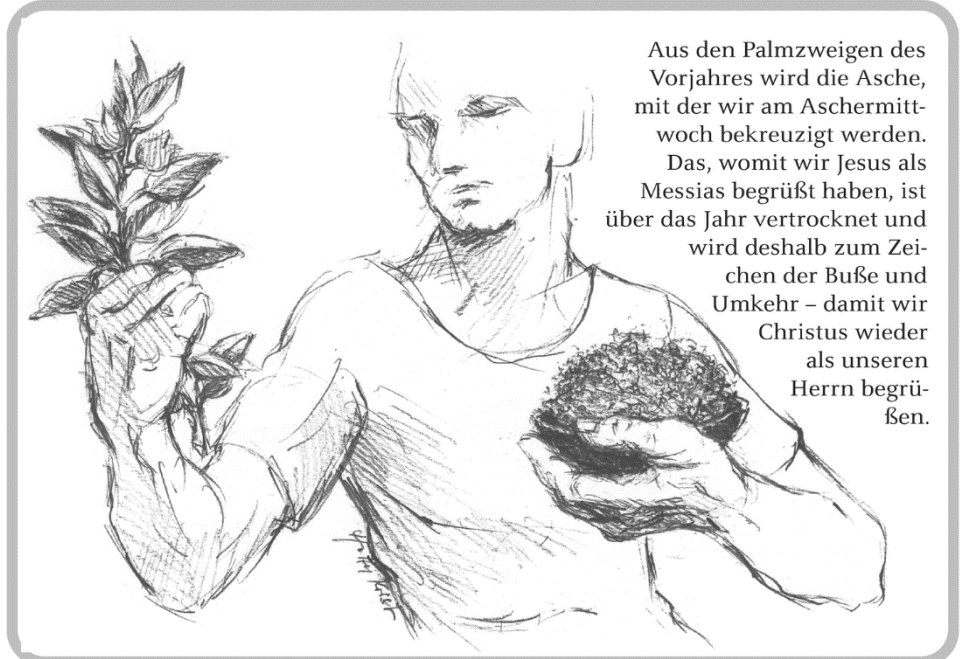 Aus den Palmzweigen des
Vorjahres wird die Asche,
mit der wir am Aschermitt-
woch bekreuzigt werden.
Das, womit wir Jesus als
Messias begrüßt haben, ist
über das Jahr vertrocknet und
wird deshalb zum Zei-
chen der Buße und
Umkehr – damit wir
Christus wieder
als unseren
Herrn begrü-
ßen.